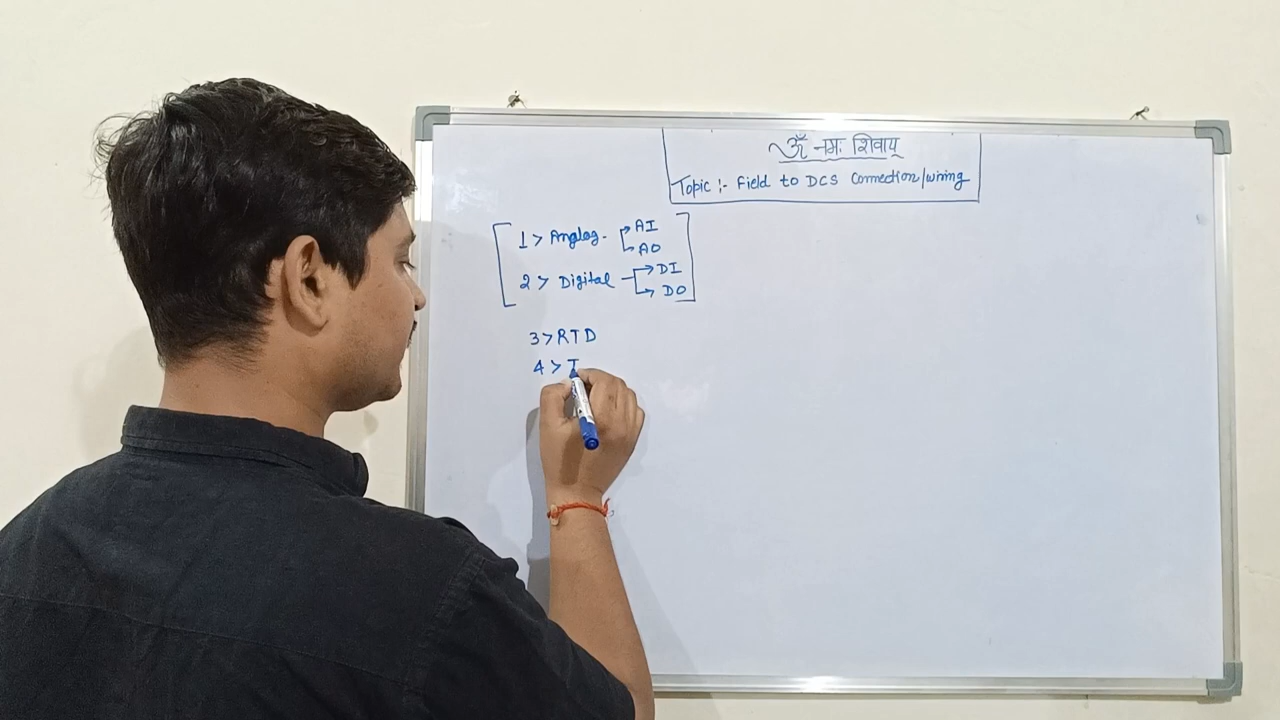 ॐ नमः शिवाय
Topic :- Field to DCS Connection/wiring
1> Analog - AI
AO
2> Digital - DI
DO
3> RTD
4> T